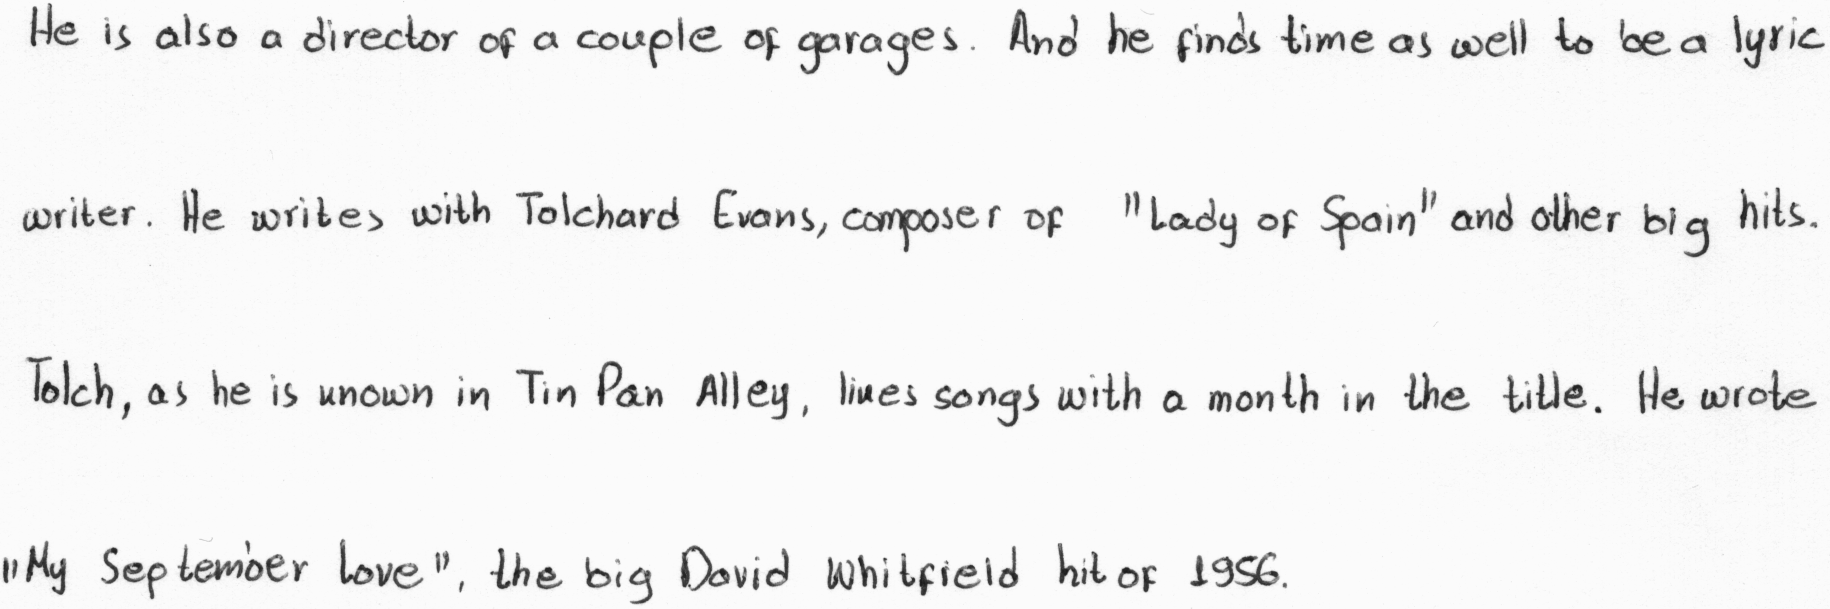 He is also a director of a couple of garages. And he finds time as well to be a lyric
writer. He writes with Tolchard Evans, composer of "Lady of Spain" and other big hits.
Tolch, as he is unown in Tin Pan Alley, lines songs with a month in the title. He wrote
"My September love", the big David Whitfield hit of 1956.